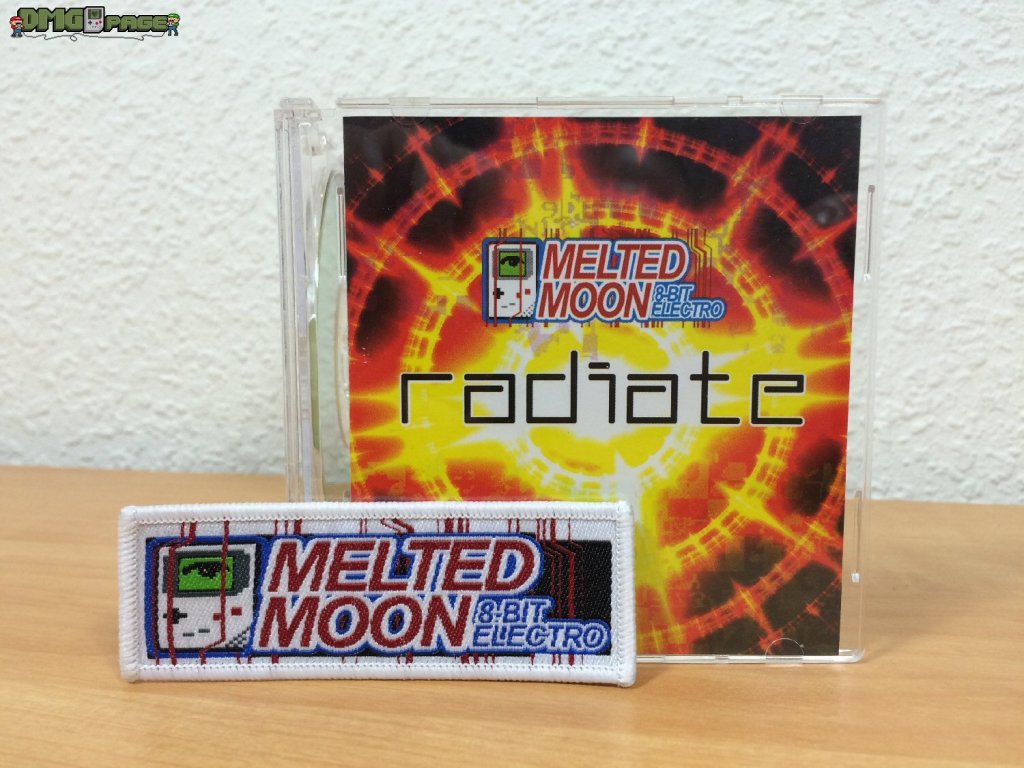 DMG PAGE
MELTED
MOON 8-BIT
ELECTRO
radiate
MELTED
MOON 8-BIT
ELECTRO